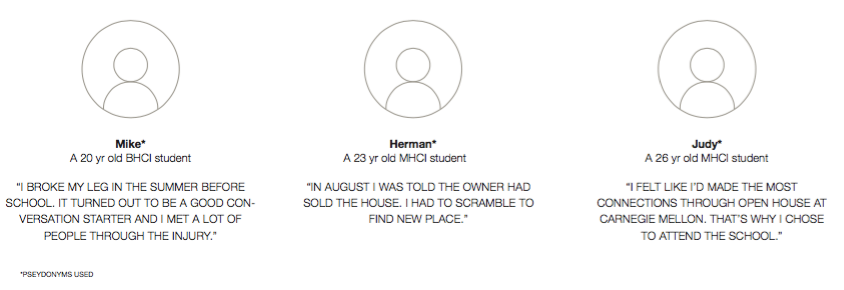 Mike*
A 20 yr old BHCI student
"I BROKE MY LEG IN THE SUMMER BEFORE
SCHOOL. IT TURNED OUT TO BE A GOOD CON-
VERSATION STARTER AND I MET A LOT OF
PEOPLE THROUGH THE INJURY."
Herman*
A 23 yr old MHCI student
"IN AUGUST I WAS TOLD THE OWNER HAD
SOLD THE HOUSE. I HAD TO SCRAMBLE TO
FIND NEW PLACE."
Judy*
A 26 yr old MHCI student
"I FELT LIKE I'D MADE THE MOST
CONNECTIONS THROUGH OPEN HOUSE AT
CARNEGIE MELLON. THAT'S WHY I CHOSE
TO ATTEND THE SCHOOL."
*PSEYDONYMS USED